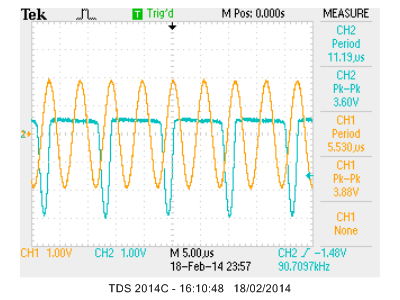 Tek T Trig'd M Pos: 0.000s MEASURE
CH2
Period
11.19µs
CH2
Pk-Pk
3.60V
CH1
Period
5.530µs
CH1
Pk-Pk
3.88V
CH1
None
2
CH1 1.00V CH2 1.00V M 5.00µs CH2 / -1.48V
18-Feb-14 23:57 90.7097kHz
TDS 2014C - 16:10:48 18/02/2014